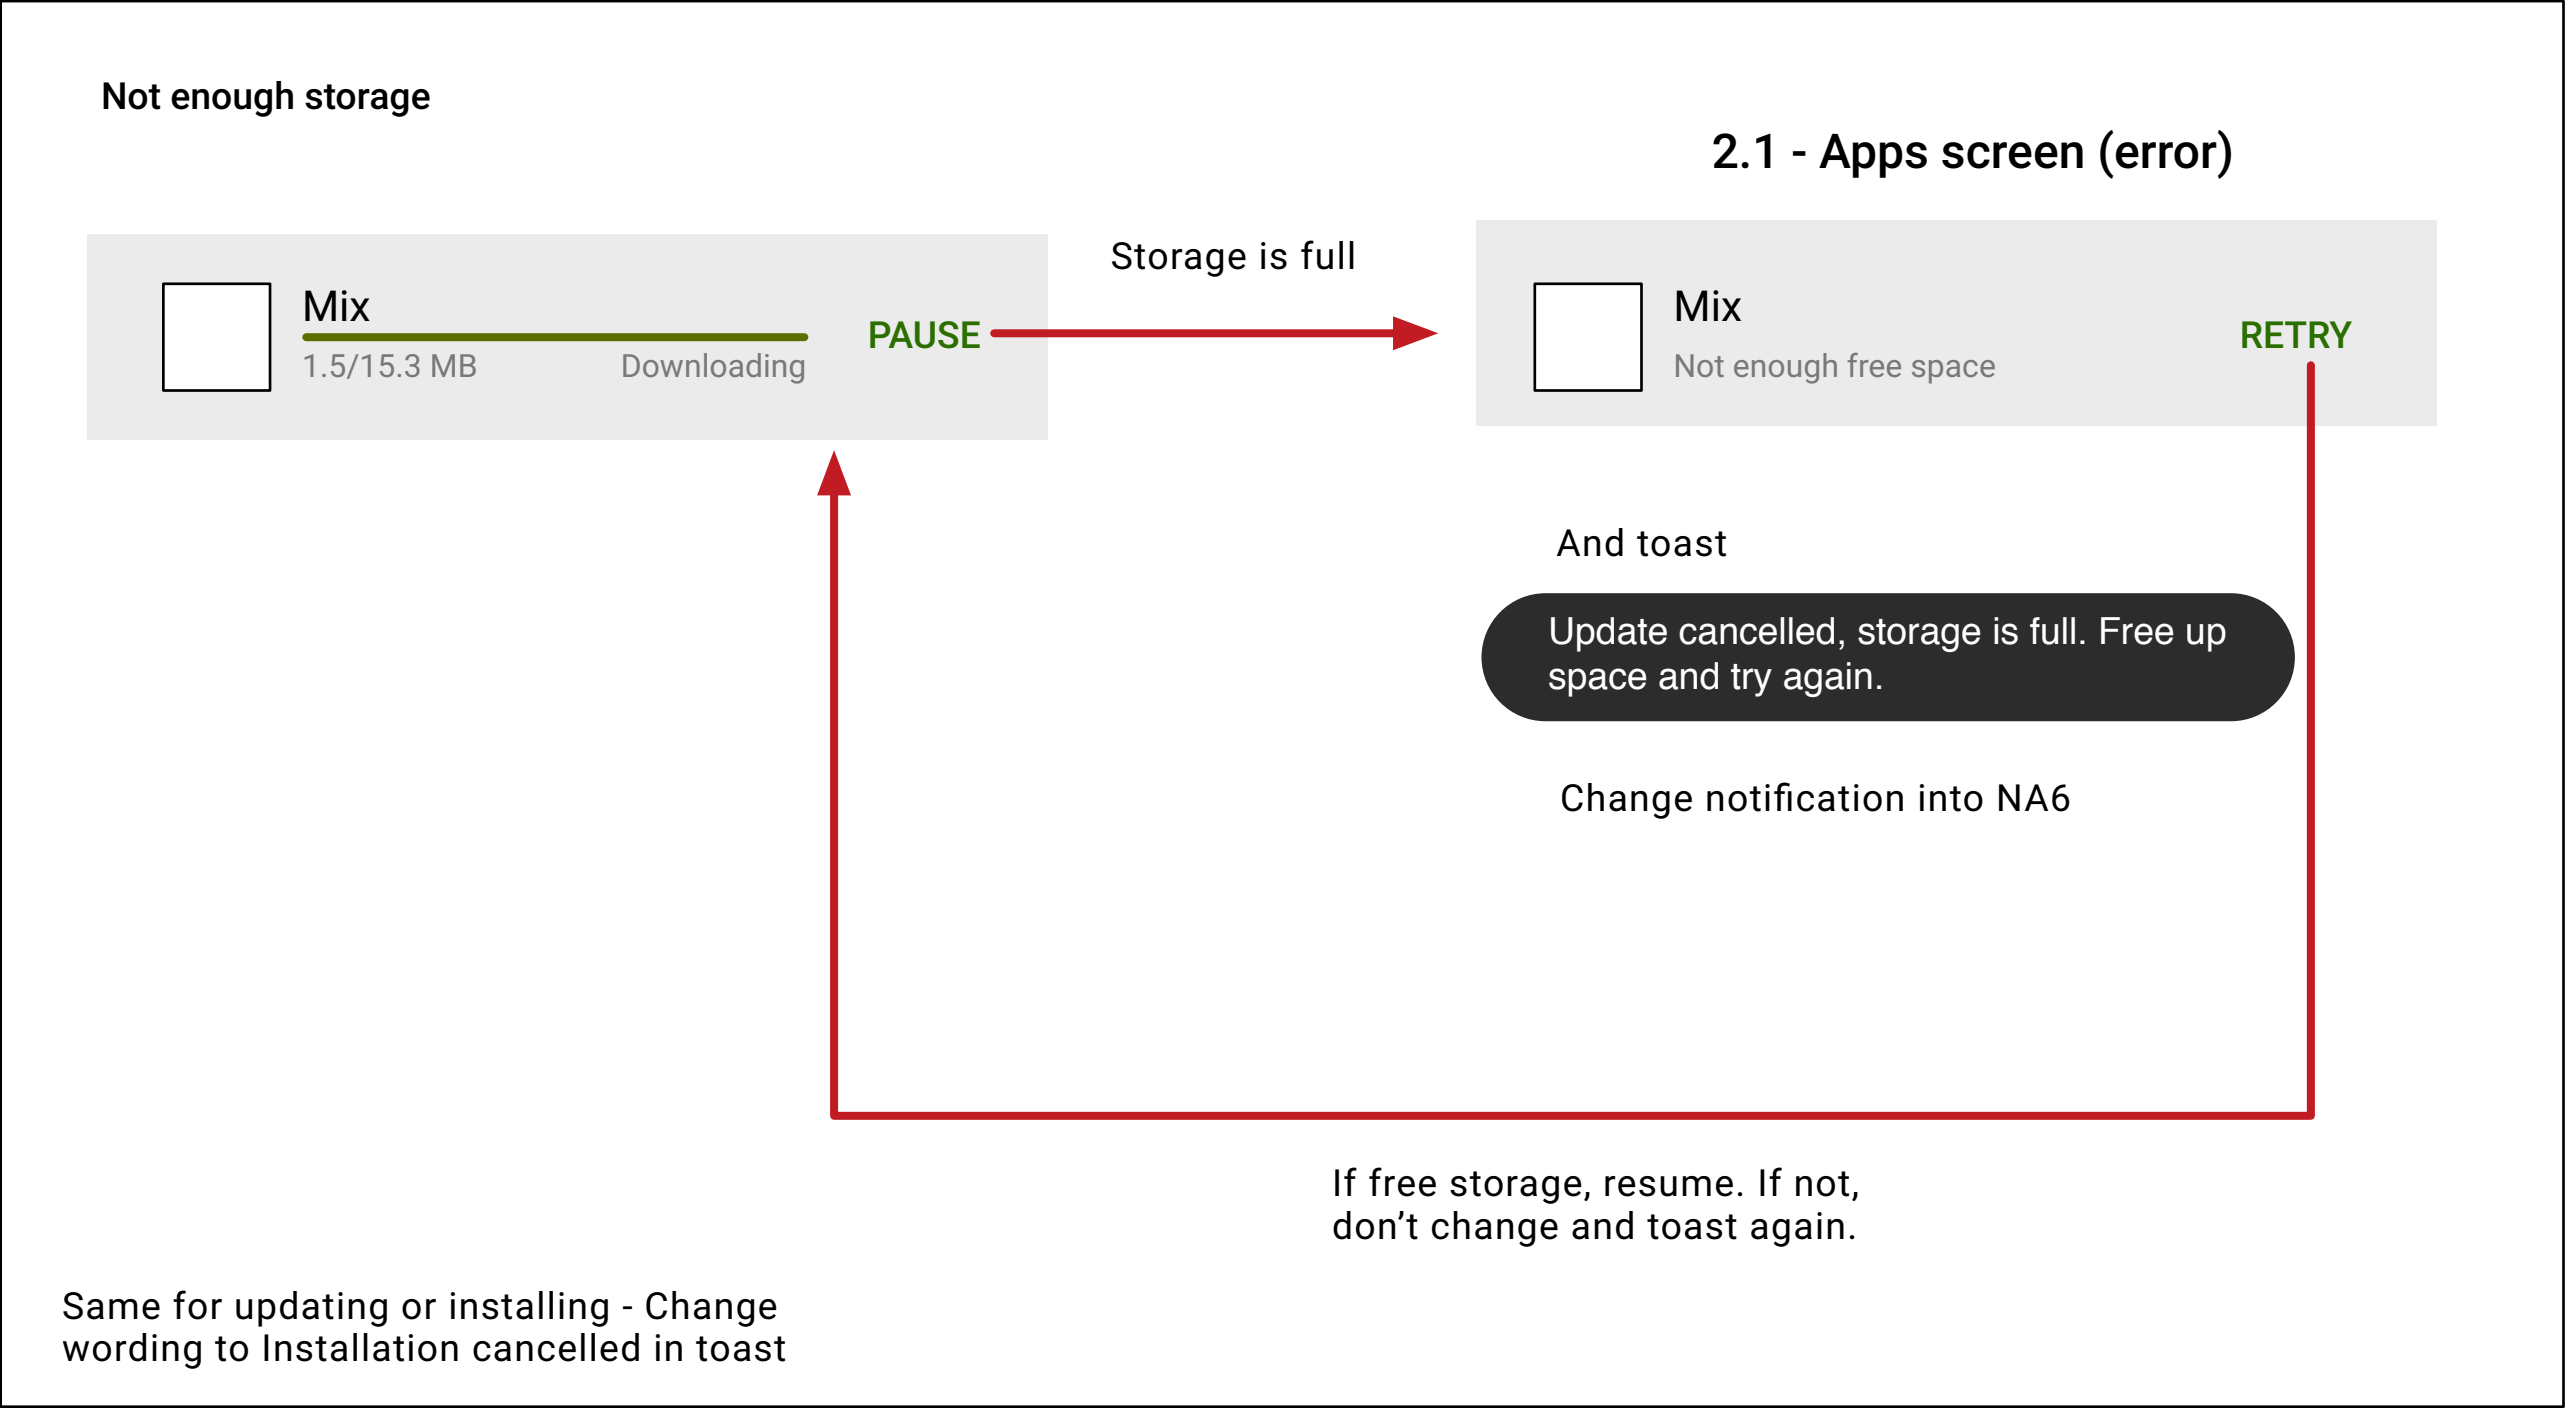 Not enough storage
2.1 - Apps screen (error)
Mix
1.5/15.3 MB
Downloading
PAUSE
Storage is full
Mix
Not enough free space
RETRY
And toast
Update cancelled, storage is full. Free up
space and try again.
Change notification into NA6
If free storage, resume. If not,
don’t change and toast again.
Same for updating or installing - Change
wording to Installation cancelled in toast